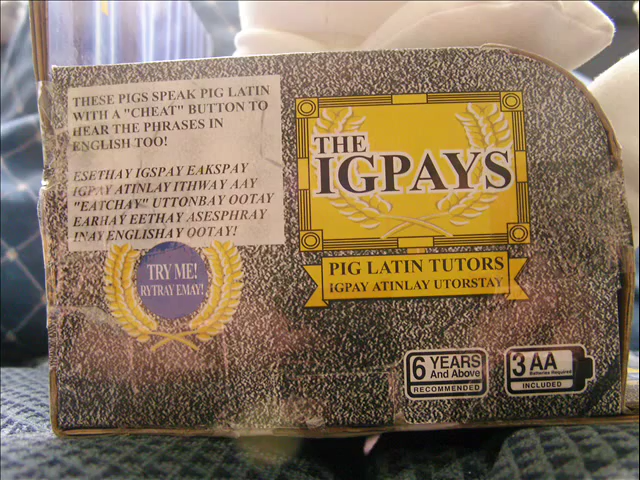 THESE PIGS SPEAK PIG LATIN
WITH A "CHEAT" BUTTON TO
HEAR THE PHRASES IN
ENGLISH TOO!
ESETHAY IGSPAY EAKSPAY
IGPAY ATINLAY ITHWAY AAY
"EATCHAY" UTTONBAY OOTAY
EARHAY EETHAY ASESPHRAY
INAY ENGLISHAY OOTAY!
TRY ME!
RYTRAY EMAY!
THE
IGPAYS
PIG LATIN TUTORS
IGPAY ATINLAY UTORSTAY
6 YEARS
And Above
RECOMMENDED
3 AA
Batteries Required
INCLUDED